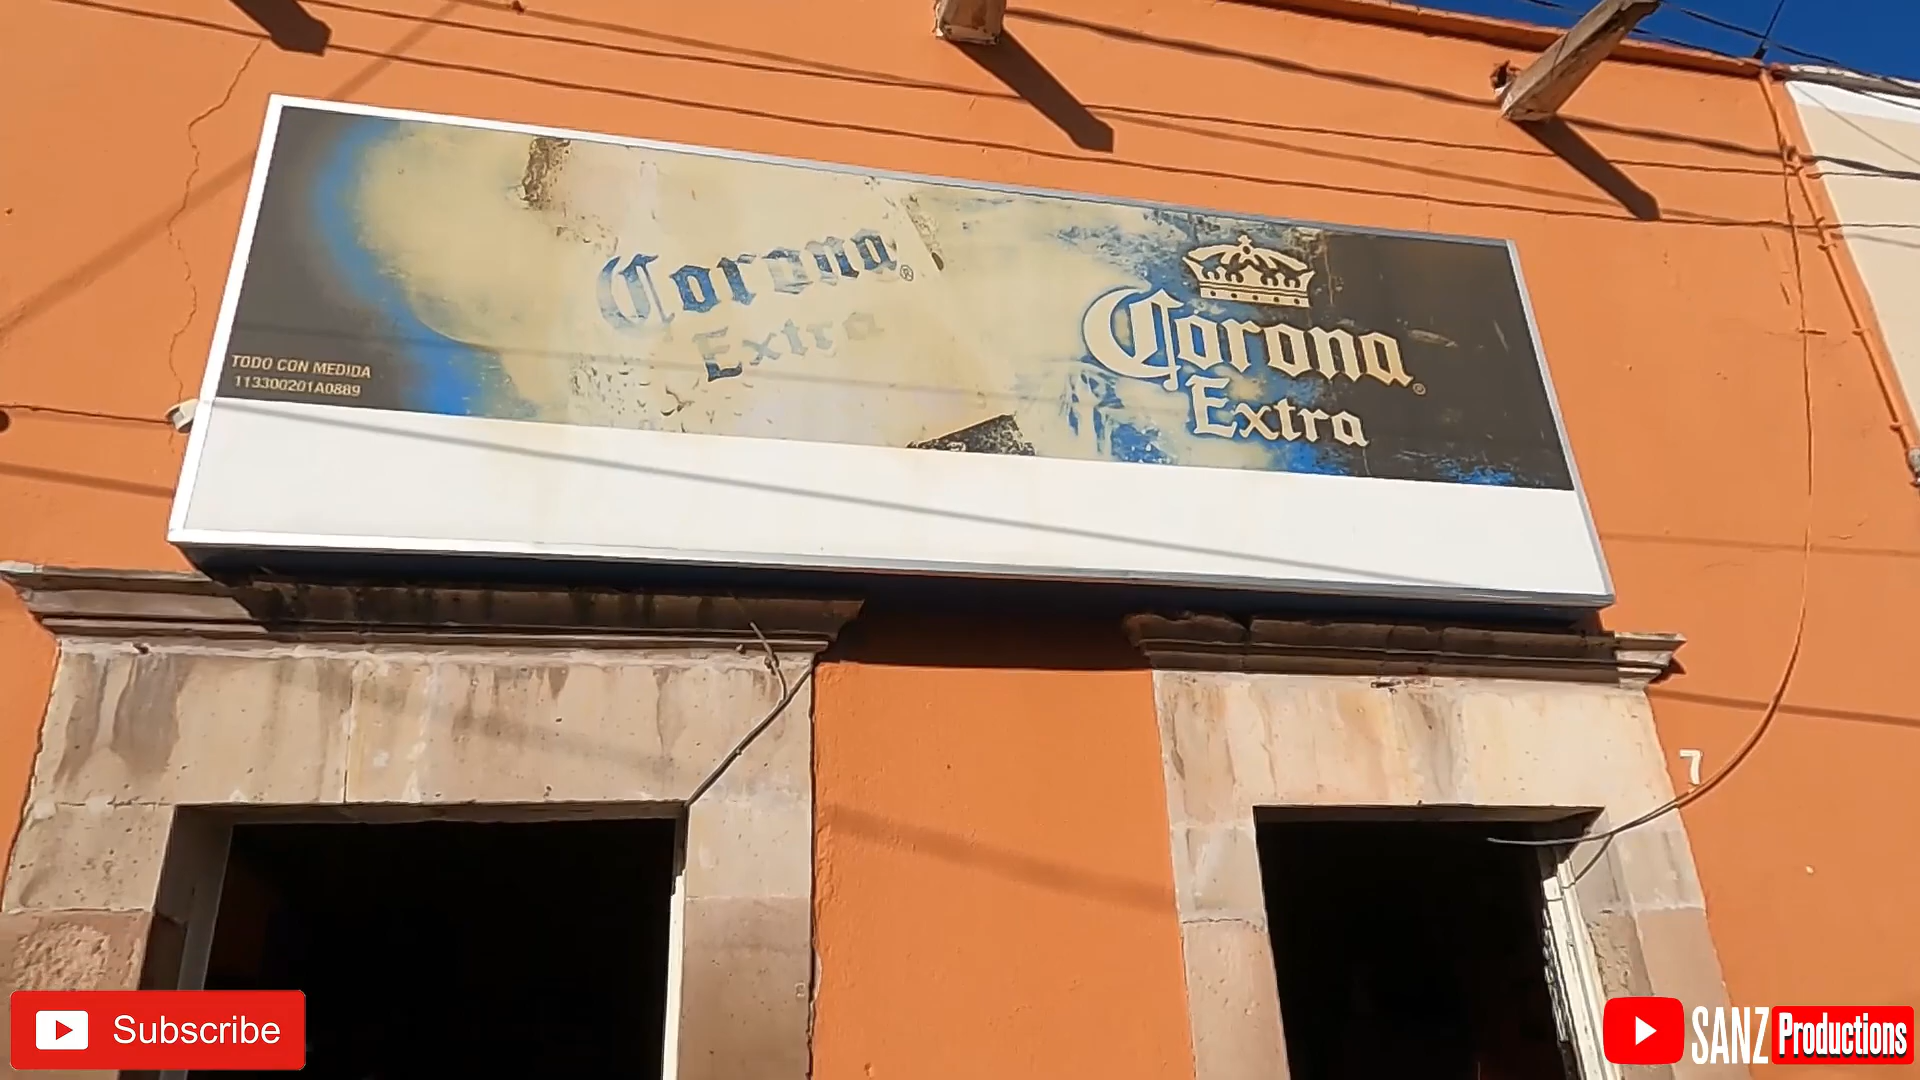 Corona®
Extra
Corona®
Extra
TODO CON MEDIDA
113300201A0889
7
Subscribe
SANZ Productions